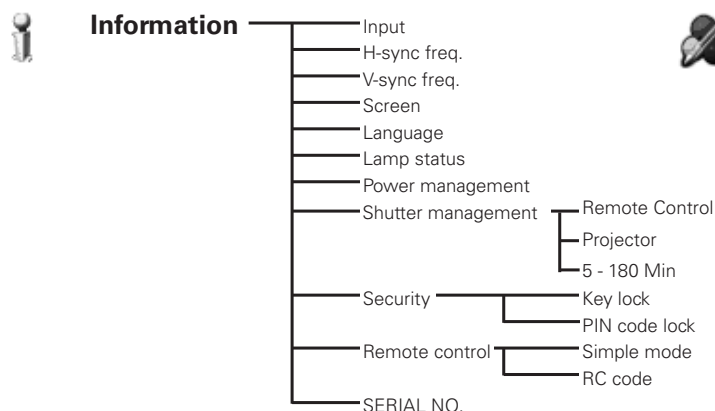 Information
Input
H-sync freq.
V-sync freq.
Screen
Language
Lamp status
Power management
Shutter management
Remote Control
Projector
5 - 180 Min
Security
Key lock
PIN code lock
Remote control
Simple mode
RC code
SERIAL NO.